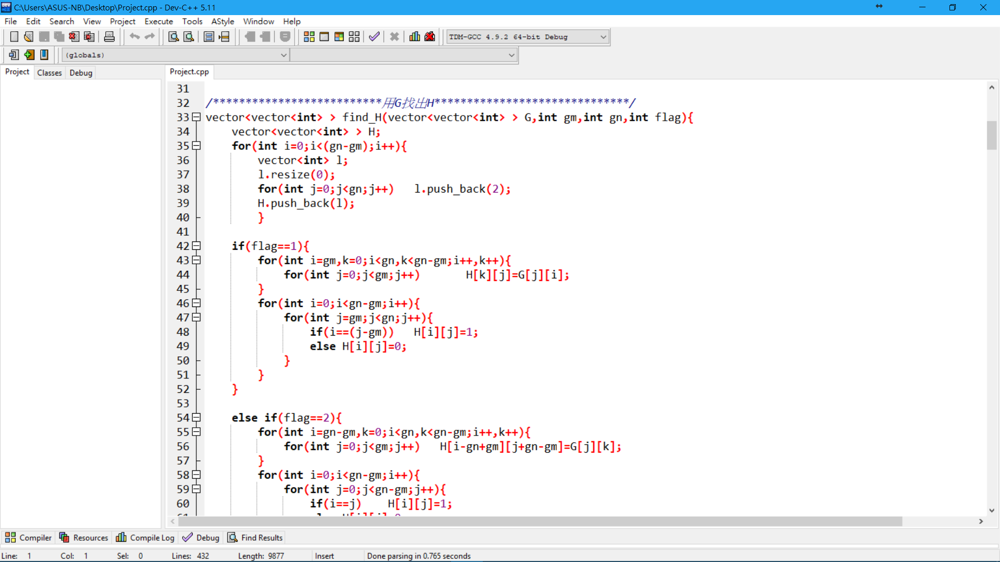 C:\Users\ASUS-NB\Desktop\Project.cpp - Dev-C++ 5.11
File Edit Search View Project Execute Tools AStyle Window Help
TDM-GCC 4.9.2 64-bit Debug
(globals)
Project Classes Debug
Project.cpp
31
32 /**************************用G找出H******************************/
33 vector<vector<int> > find_H(vector<vector<int> > G,int gm,int gn,int flag){
34 vector<vector<int> > H;
35 for(int i=0;i<(gn-gm);i++){
36 vector<int> l;
37 l.resize(0);
38 for(int j=0;j<gn;j++) l.push_back(2);
39 H.push_back(l);
40 }
41
42 if(flag==1){
43 for(int i=gm,k=0;i<gn,k<gn-gm;i++,k++){
44 for(int j=0;j<gm;j++) H[k][j]=G[j][i];
45 }
46 for(int i=0;i<gn-gm;i++){
47 for(int j=gm;j<gn;j++){
48 if(i==(j-gm)) H[i][j]=1;
49 else H[i][j]=0;
50 }
51 }
52 }
53
54 else if(flag==2){
55 for(int i=gn-gm,k=0;i<gn,k<gn-gm;i++,k++){
56 for(int j=0;j<gm;j++) H[i-gn+gm][j+gn-gm]=G[j][k];
57 }
58 for(int i=0;i<gn-gm;i++){
59 for(int j=0;j<gn-gm;j++){
60 if(i==j) H[i][j]=1;
Compiler Resources Compile Log Debug Find Results
Line: 1 Col: 1 Sel: 0 Lines: 432 Length: 9877 Insert Done parsing in 0.765 seconds